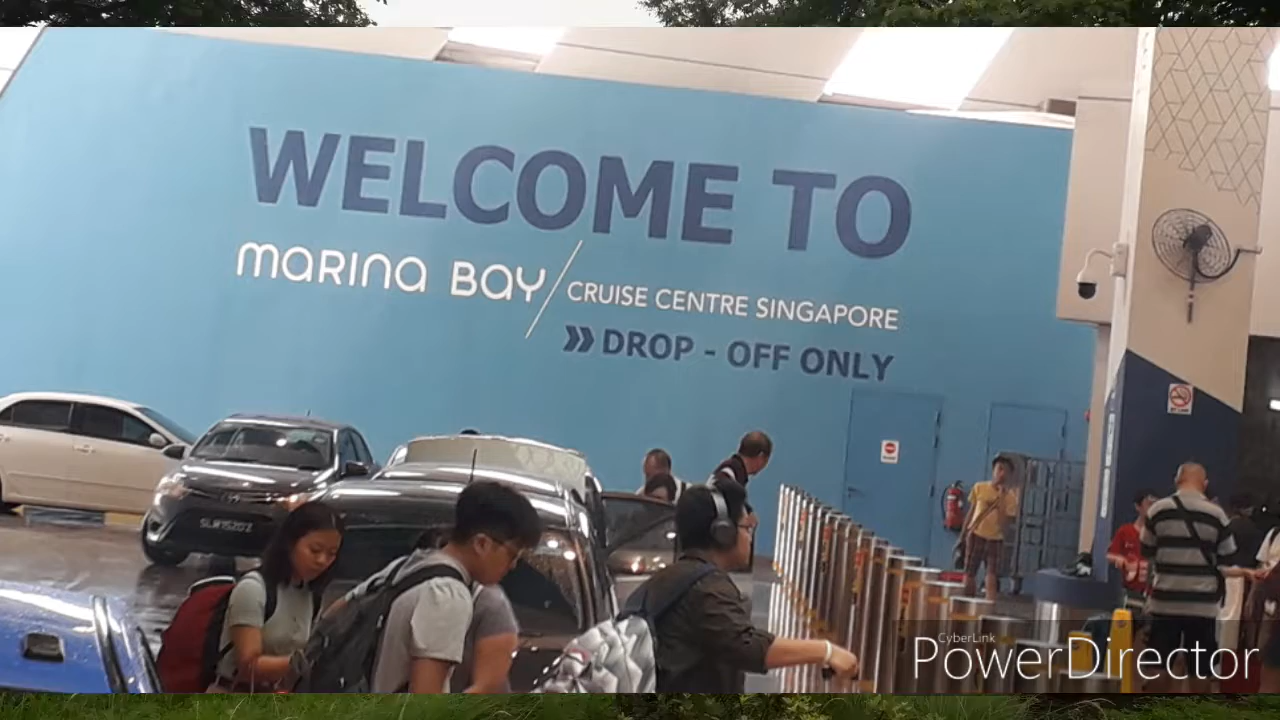 WELCOME TO
marina bay / CRUISE CENTRE SINGAPORE
» DROP - OFF ONLY
CyberLink
PowerDirector